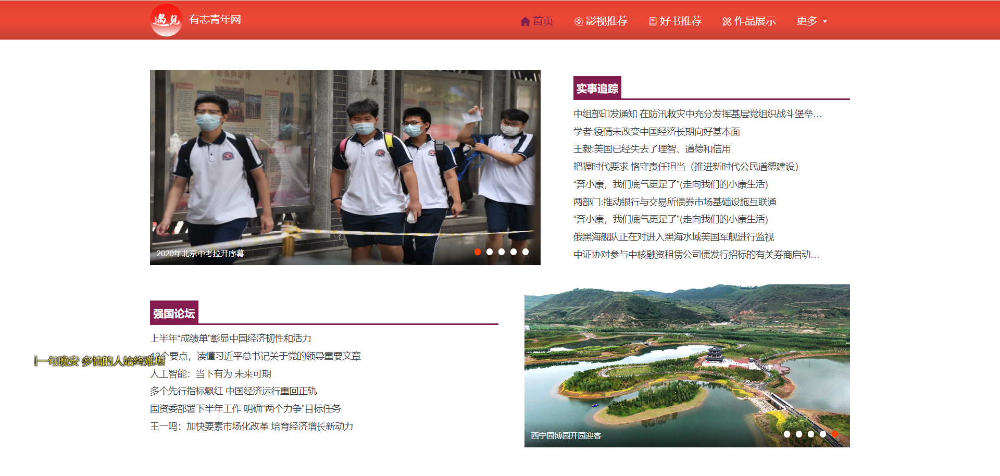 遇见
有志青年网
首页
影视推荐
好书推荐
作品展示
更多
2020年北京中考拉开序幕
实事追踪
中组部印发通知 在防汛救灾中充分发挥基层党组织战斗堡垒…
学者:疫情未改变中国经济长期向好基本面
王毅:美国已经失去了理智、道德和信用
把握时代要求 恪守责任担当（推进新时代公民道德建设）
“奔小康，我们底气更足了”(走向我们的小康生活)
两部门:推动银行与交易所债券市场基础设施互联通
“奔小康，我们底气更足了”(走向我们的小康生活)
俄黑海舰队正在对进入黑海水域美国军舰进行监视
中证协对参与中核融资租赁公司债发行招标的有关券商启动…
强国论坛
上半年“成绩单”彰显中国经济韧性和活力
12个要点，读懂习近平总书记关于党的领导重要文章
一句晚安 多情的人始终难堪
人工智能：当下有为 未来可期
多个先行指标飘红 中国经济运行重回正轨
国资委部署下半年工作 明确“两个力争”目标任务
王一鸣：加快要素市场化改革 培育经济增长新动力
西宁园博园开园迎客